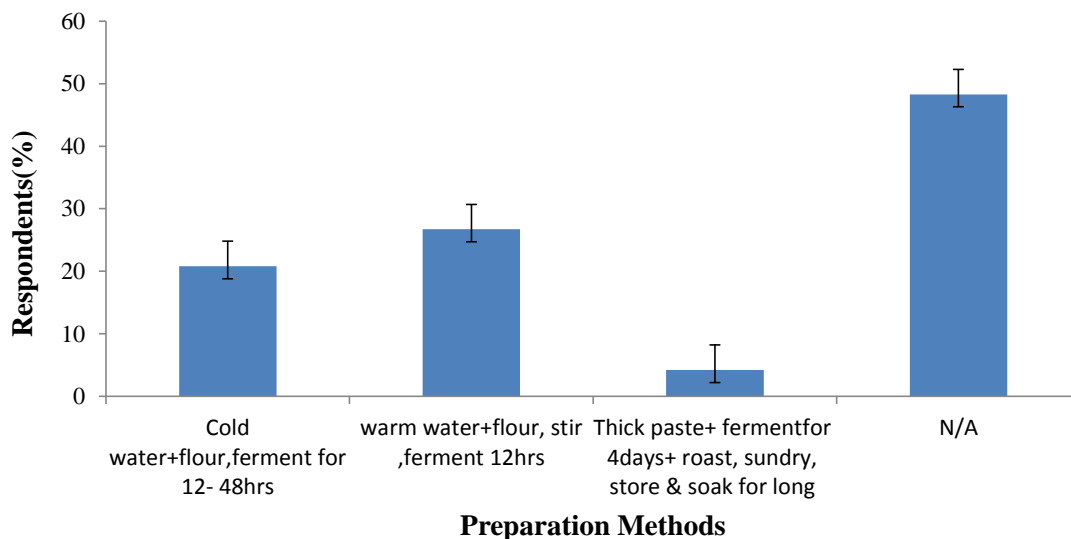 60
50
40
30
20
10
0
Respondents(%)
Cold
water+flour,ferment for
12- 48hrs
warm water+flour, stir
,ferment 12hrs
Thick paste+ fermentfor
4days+ roast, sundry,
store & soak for long
N/A
Preparation Methods